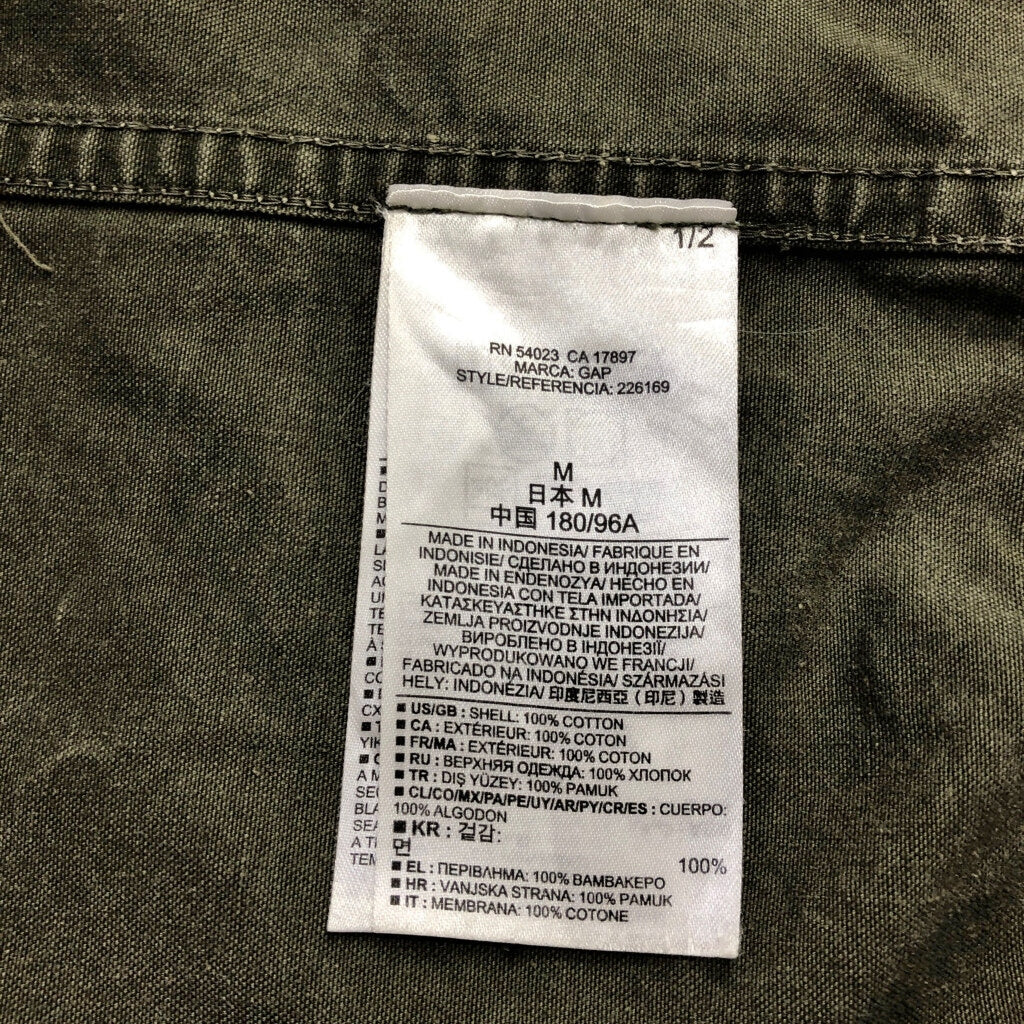 1/2
RN 54023 CA 17897
MARCA: GAP
STYLE/REFERENCIA: 226169
M
日本 M
中国 180/96A
MADE IN INDONESIA/ FABRIQUE EN
INDONISIE/ СДЕЛАНО В ИНДОНЕЗИИ/
MADE IN ENDENOZYA/ HECHO EN
INDONESIA CON TELA IMPORTADA/
ΚΑΤΑΣΚΕΥΑΣΤΗΚΕ ΣΤΗΝ ΙΝΔΟΝΗΣΙΑ/
ZEMLJA PROIZVODNJE INDONEZIJA/
ВИРОБЛЕНО В ІНДОНЕЗІЇ/
WYPRODUKOWANO WE FRANCJI/
FABRICADO NA INDONÉSIA/ SZÁRMAZÁSI
HELY: INDONÉZIA/ 印度尼西亞 (印尼) 製造
■ US/GB : SHELL: 100% COTTON
■ CA : EXTÉRIEUR: 100% COTON
■ FR/MA : EXTÉRIEUR: 100% COTON
■ RU : ВЕРХНЯЯ ОДЕЖДА: 100% ХЛОПОК
■ TR : DIŞ YÜZEY: 100% PAMUK
■ CL/CO/MX/PA/PE/UY/AR/PY/CR/ES : CUERPO:
100% ALGODON
■ KR : 겉감:
면 100%
■ EL : ΠΕΡΙΒΛΗΜΑ: 100% ΒΑΜΒΑΚΕΡΟ
■ HR : VANJSKA STRANA: 100% PAMUK
■ IT : MEMBRANA: 100% COTONE